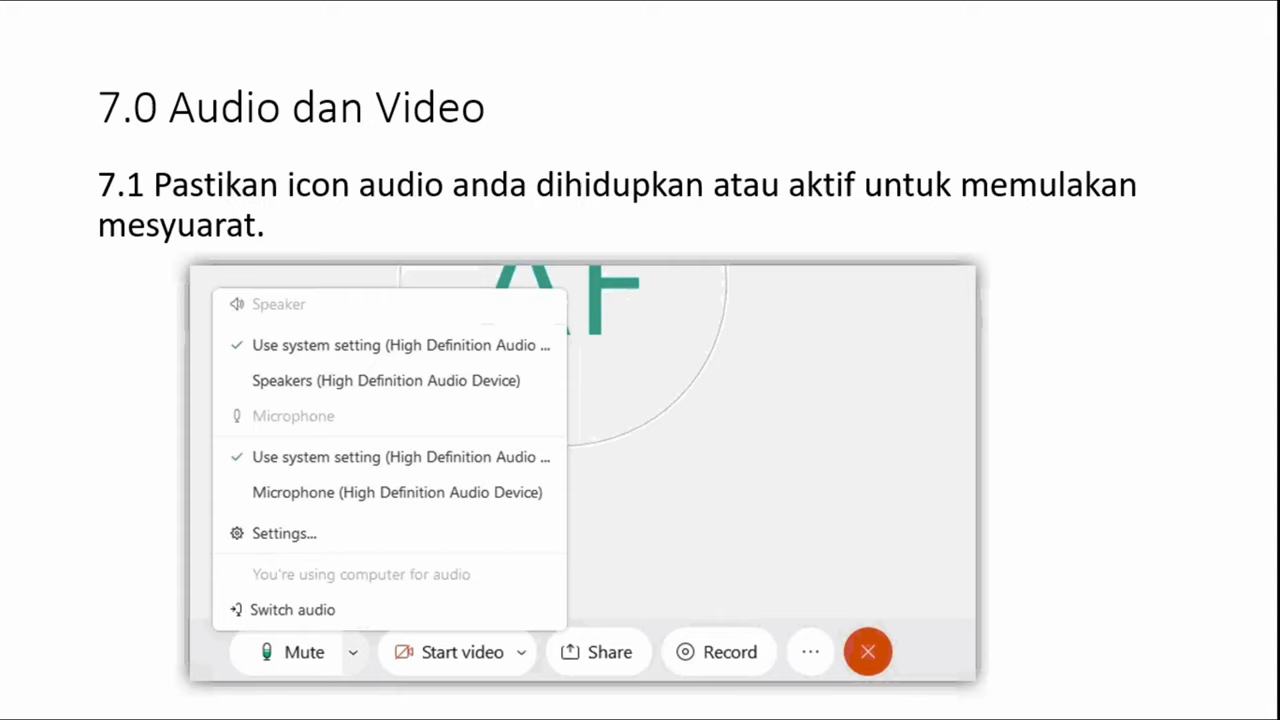 7.0 Audio dan Video
7.1 Pastikan icon audio anda dihidupkan atau aktif untuk memulakan
mesyuarat.
AF
Speaker
Use system setting (High Definition Audio ...
Speakers (High Definition Audio Device)
Microphone
Use system setting (High Definition Audio ...
Microphone (High Definition Audio Device)
Settings...
You're using computer for audio
Switch audio
Mute Start video Share Record ...